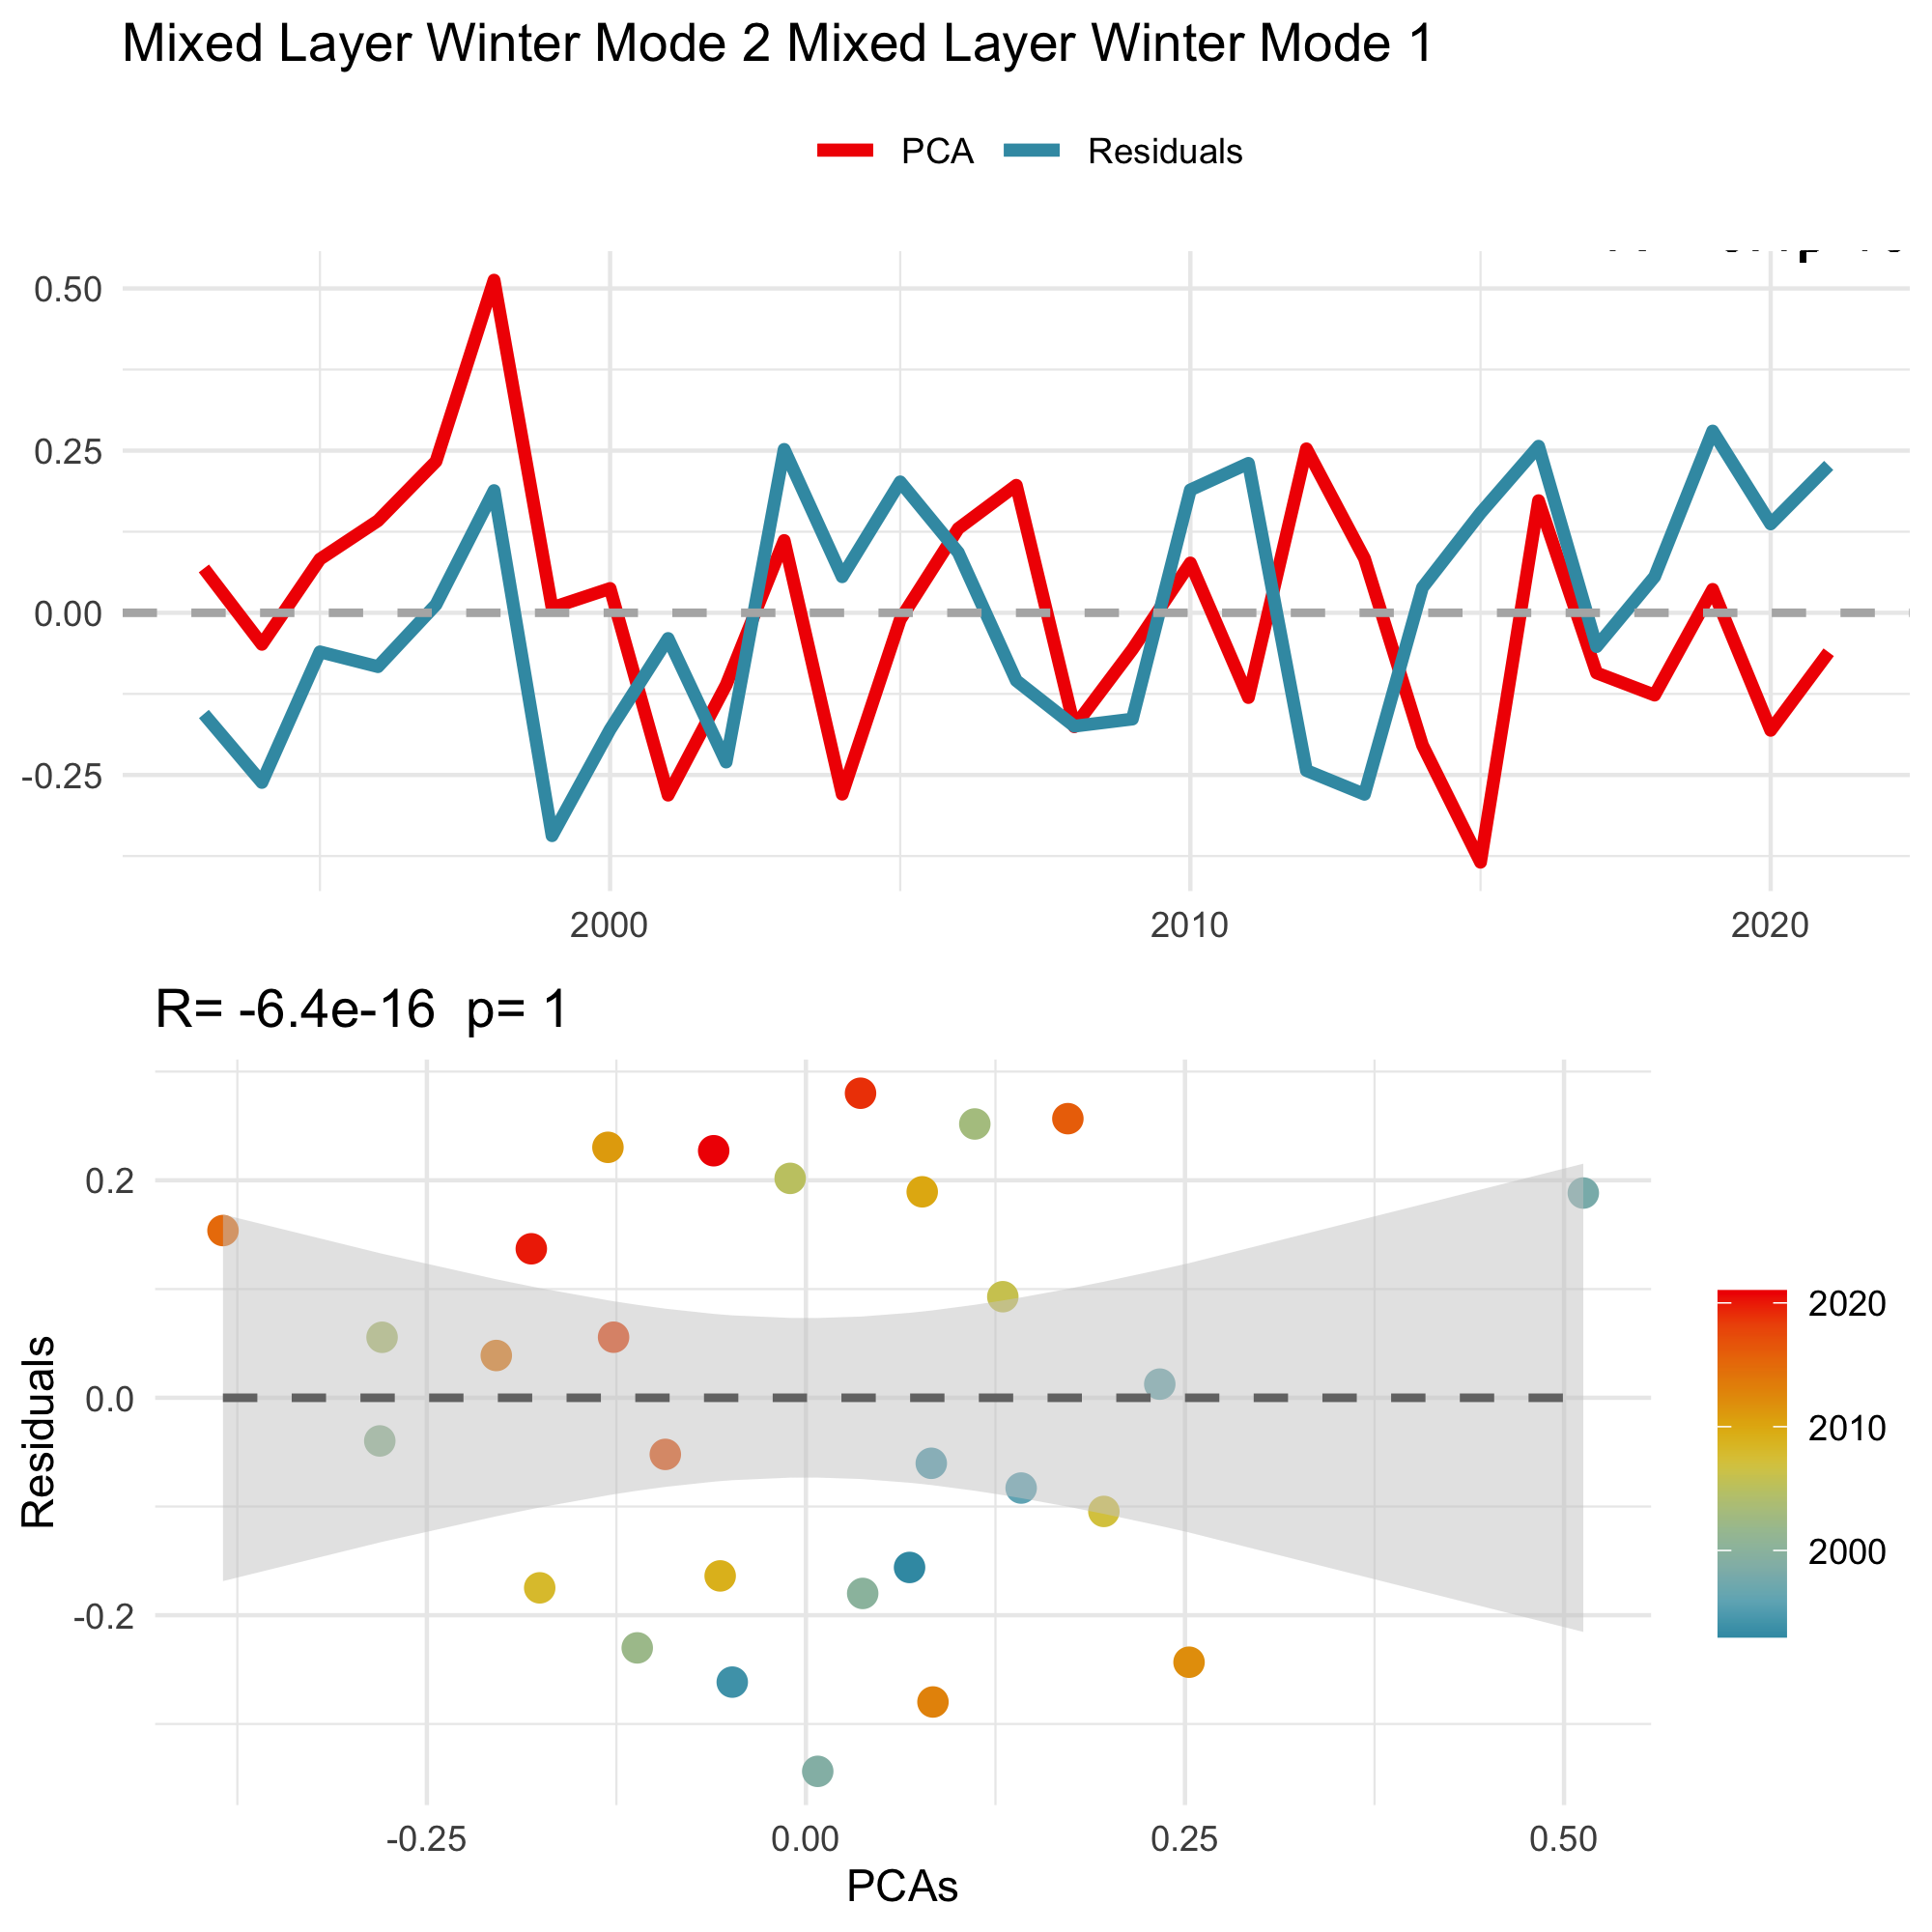 Mixed Layer Winter Mode 2 Mixed Layer Winter Mode 1
PCA Residuals
0.50
0.25
0.00
-0.25
2000 2010 2020
R= -6.4e-16 p= 1
Residuals
0.2
0.0
-0.2
-0.25 0.00 0.25 0.50
PCAs
2020
2010
2000